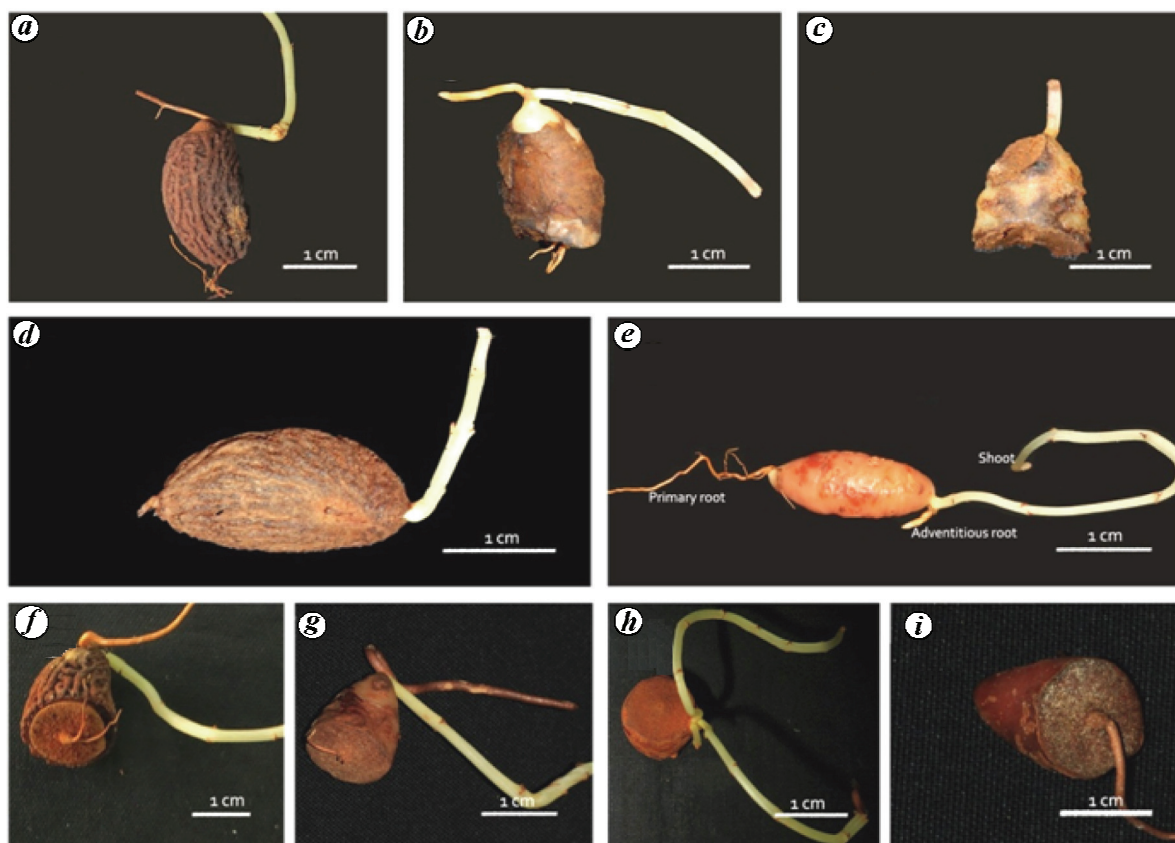 a
b
c
1 cm
1 cm
1 cm
d
e
Shoot
Primary root
Adventitious root
1 cm
1 cm
f
g
h
i
1 cm
1 cm
1 cm
1 cm